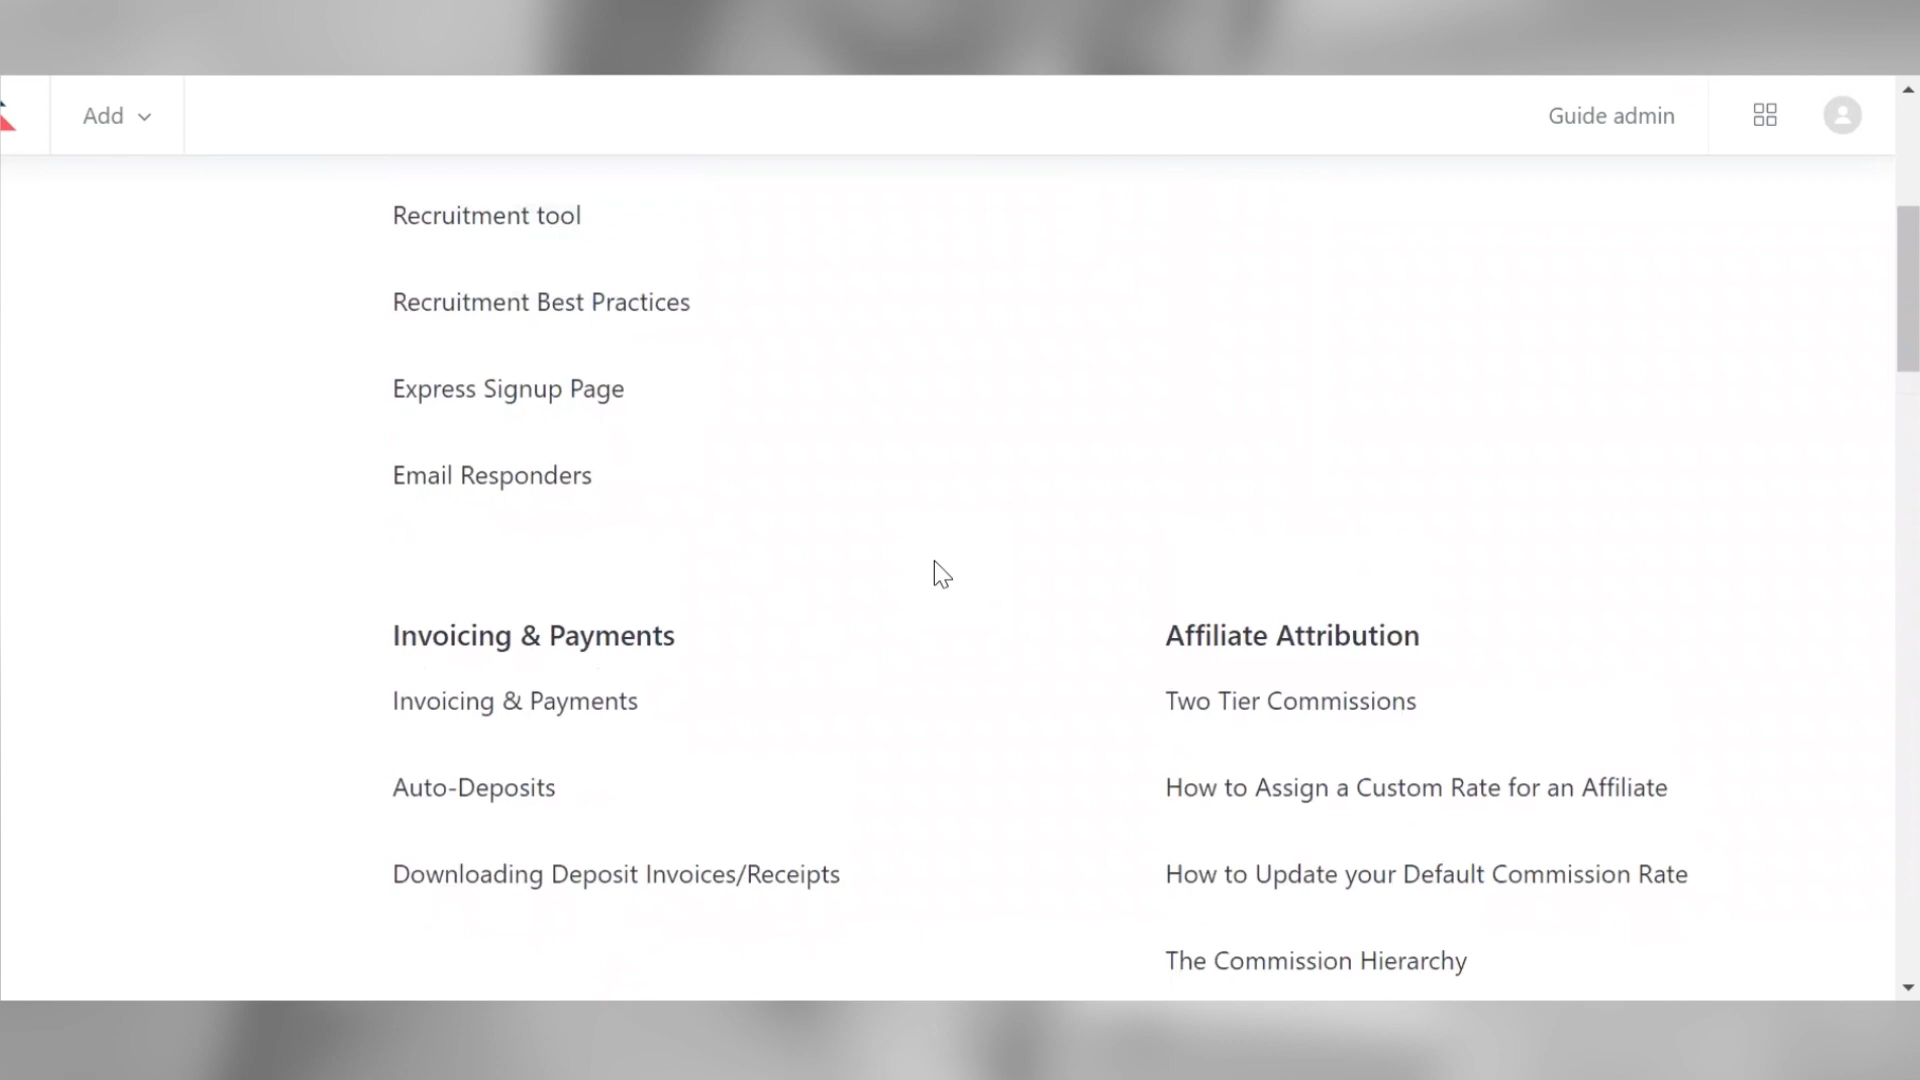 Add
Guide admin
Recruitment tool
Recruitment Best Practices
Express Signup Page
Email Responders
Invoicing & Payments
Invoicing & Payments
Auto-Deposits
Downloading Deposit Invoices/Receipts
Affiliate Attribution
Two Tier Commissions
How to Assign a Custom Rate for an Affiliate
How to Update your Default Commission Rate
The Commission Hierarchy